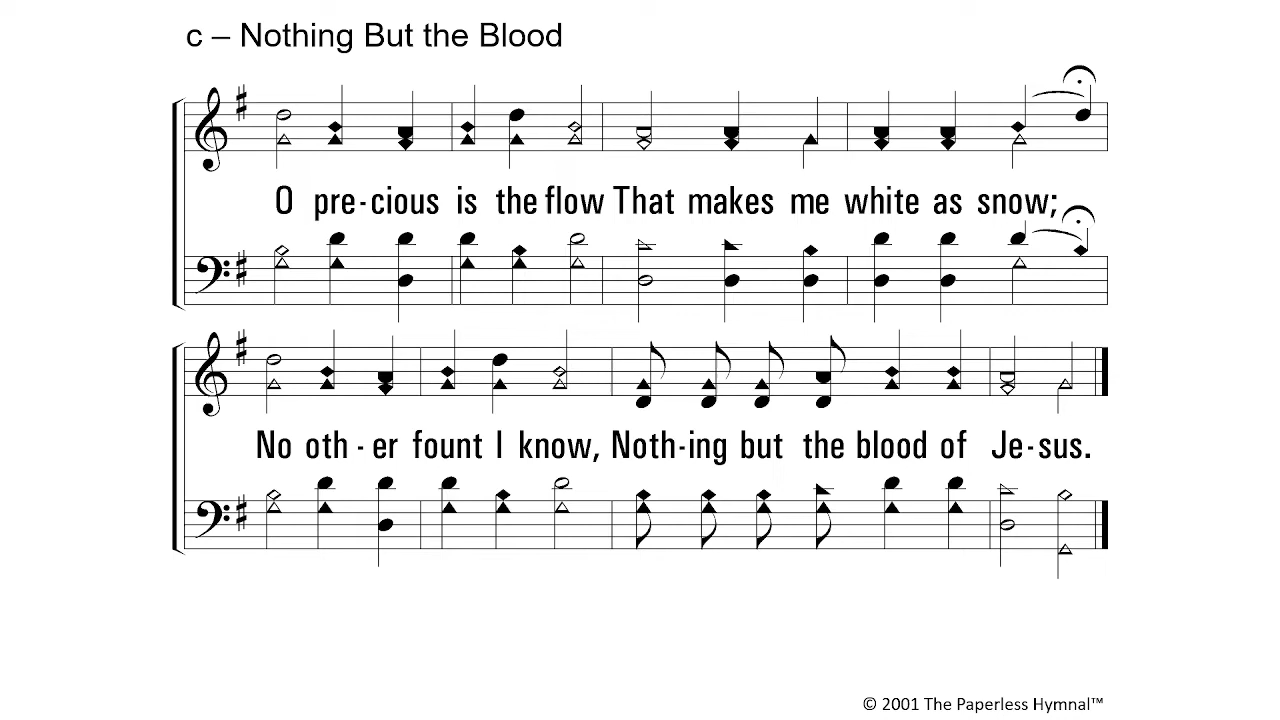 c – Nothing But the Blood
O pre-cious is the flow That makes me white as snow;
No oth-er fount I know, Noth-ing but the blood of Je-sus.
© 2001 The Paperless Hymnal™